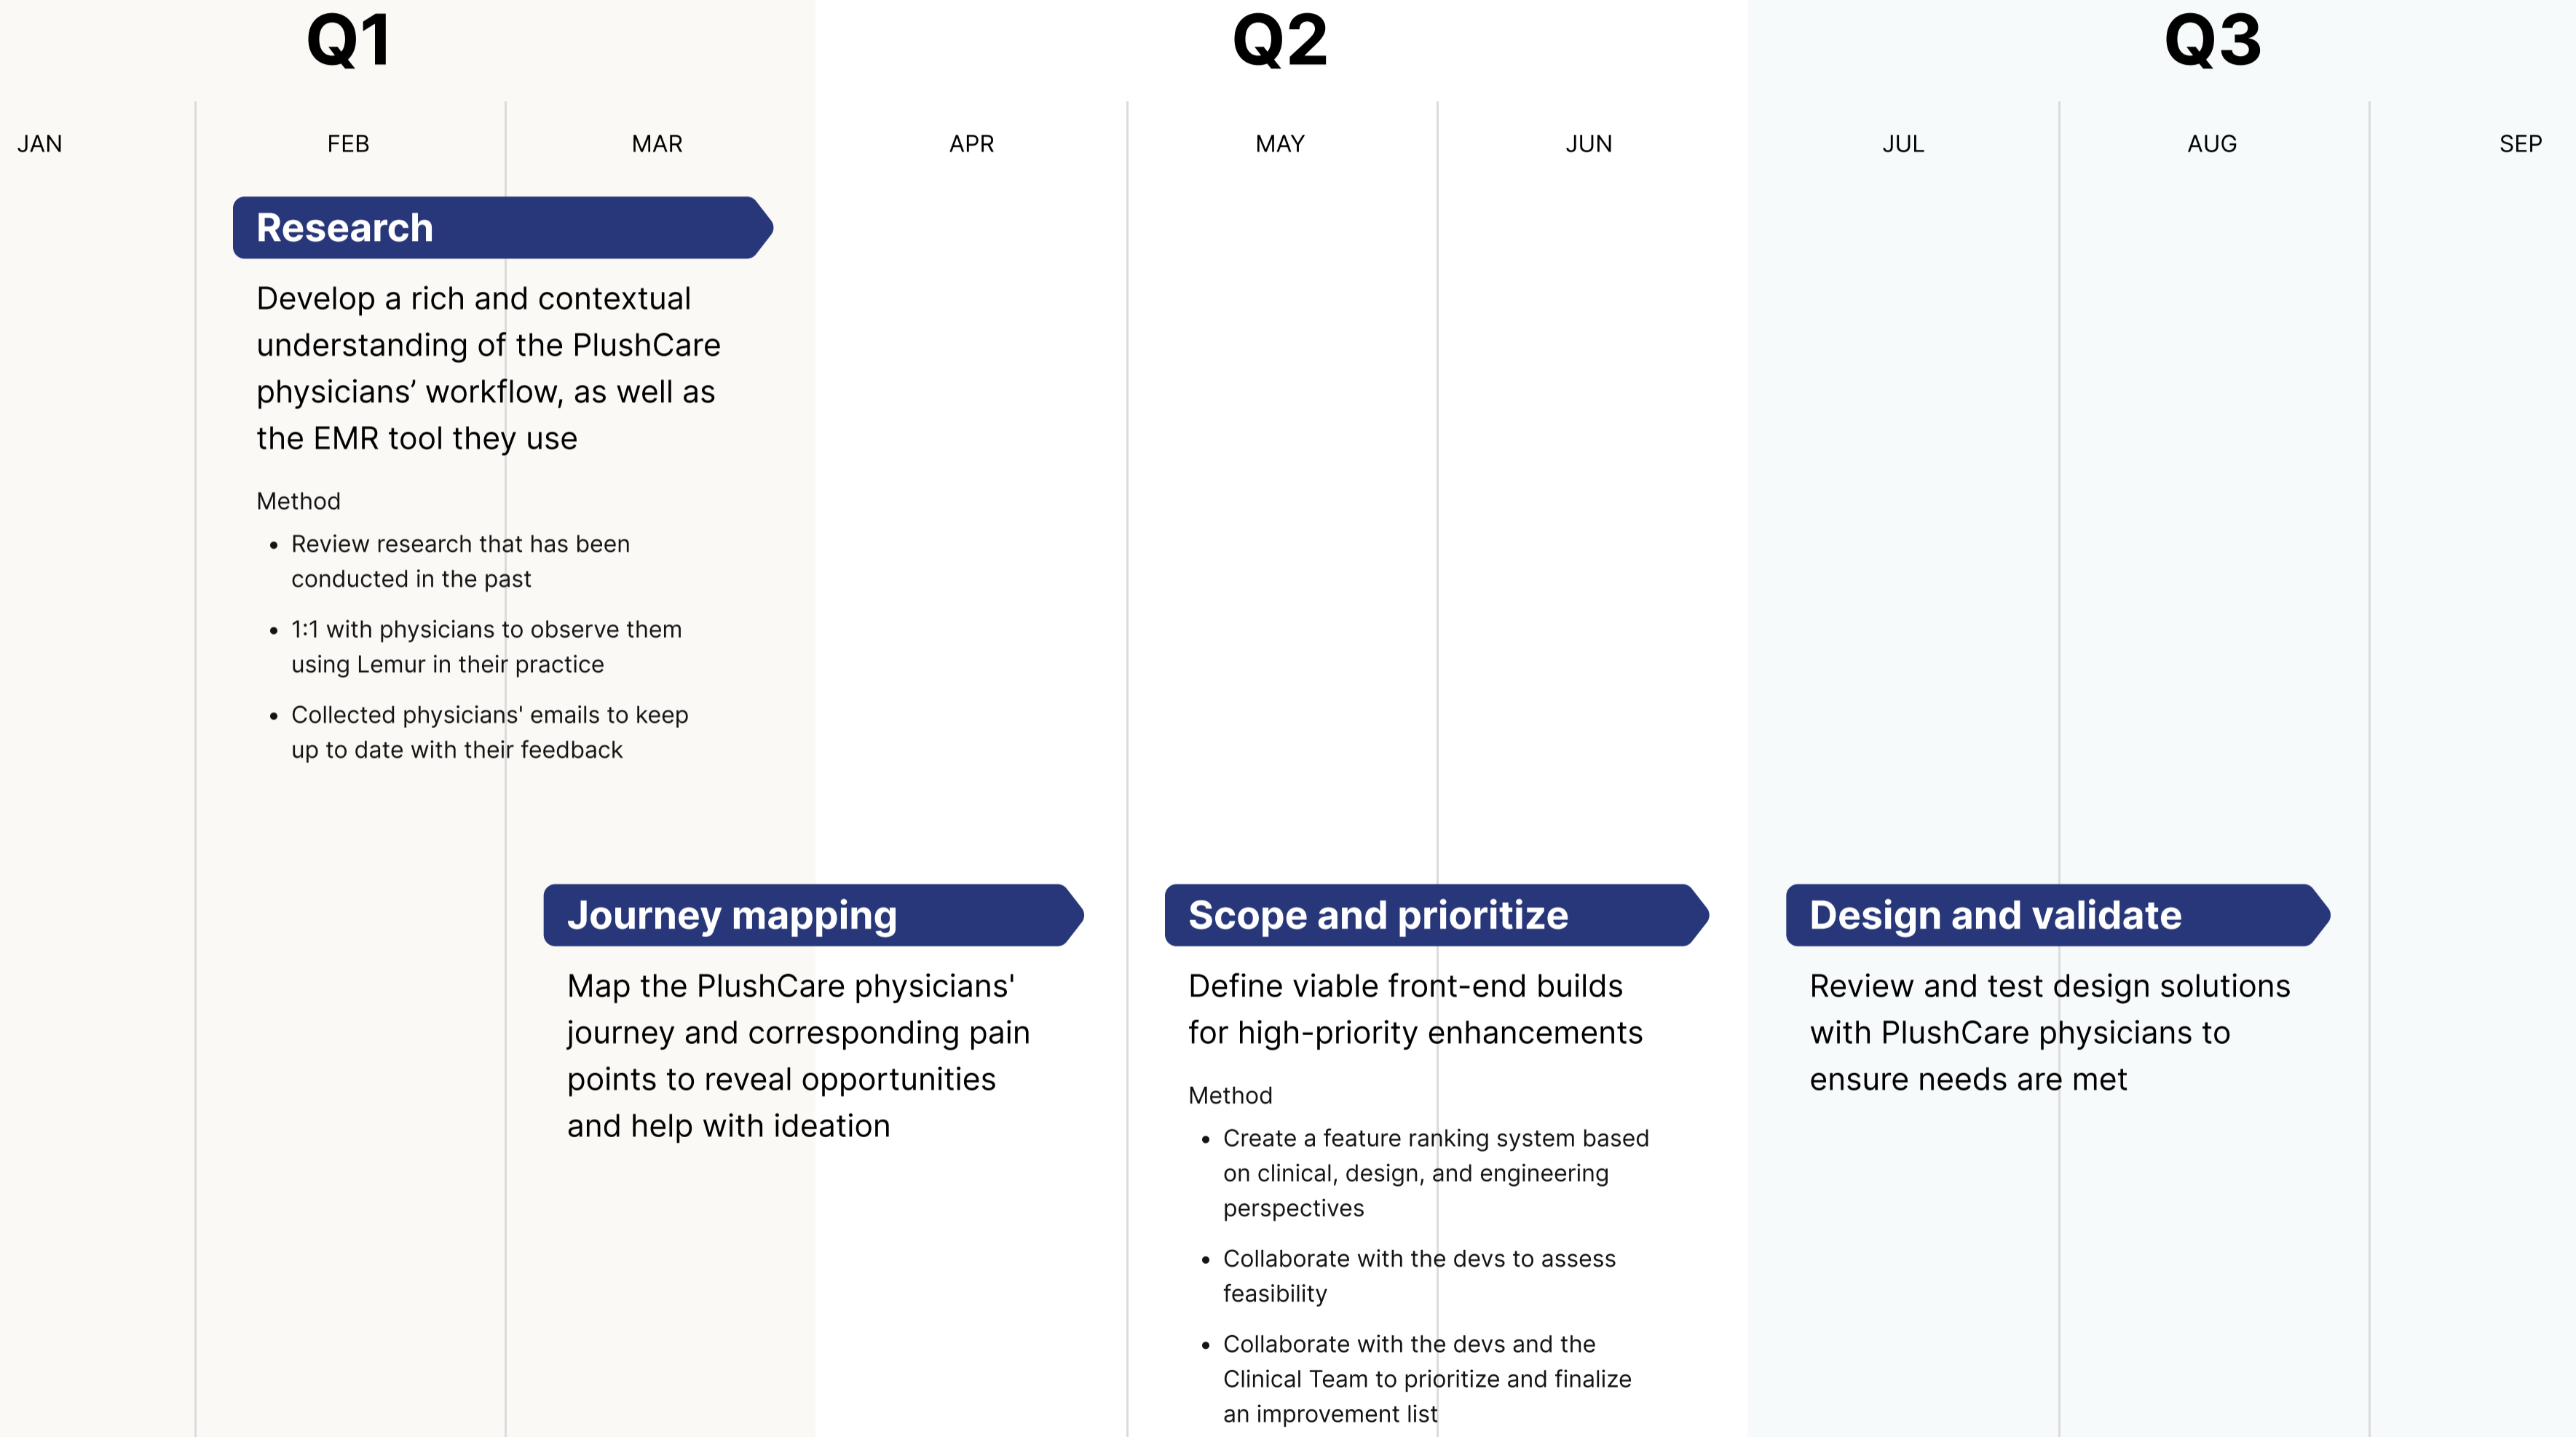 Q1
Q2
Q3
JAN
FEB
MAR
APR
MAY
JUN
JUL
AUG
SEP
Research
Develop a rich and contextual
understanding of the PlushCare
physicians’ workflow, as well as
the EMR tool they use
Method
• Review research that has been
conducted in the past
• 1:1 with physicians to observe them
using Lemur in their practice
• Collected physicians' emails to keep
up to date with their feedback
Journey mapping
Map the PlushCare physicians'
journey and corresponding pain
points to reveal opportunities
and help with ideation
Scope and prioritize
Define viable front-end builds
for high-priority enhancements
Method
• Create a feature ranking system based
on clinical, design, and engineering
perspectives
• Collaborate with the devs to assess
feasibility
• Collaborate with the devs and the
Clinical Team to prioritize and finalize
an improvement list
Design and validate
Review and test design solutions
with PlushCare physicians to
ensure needs are met